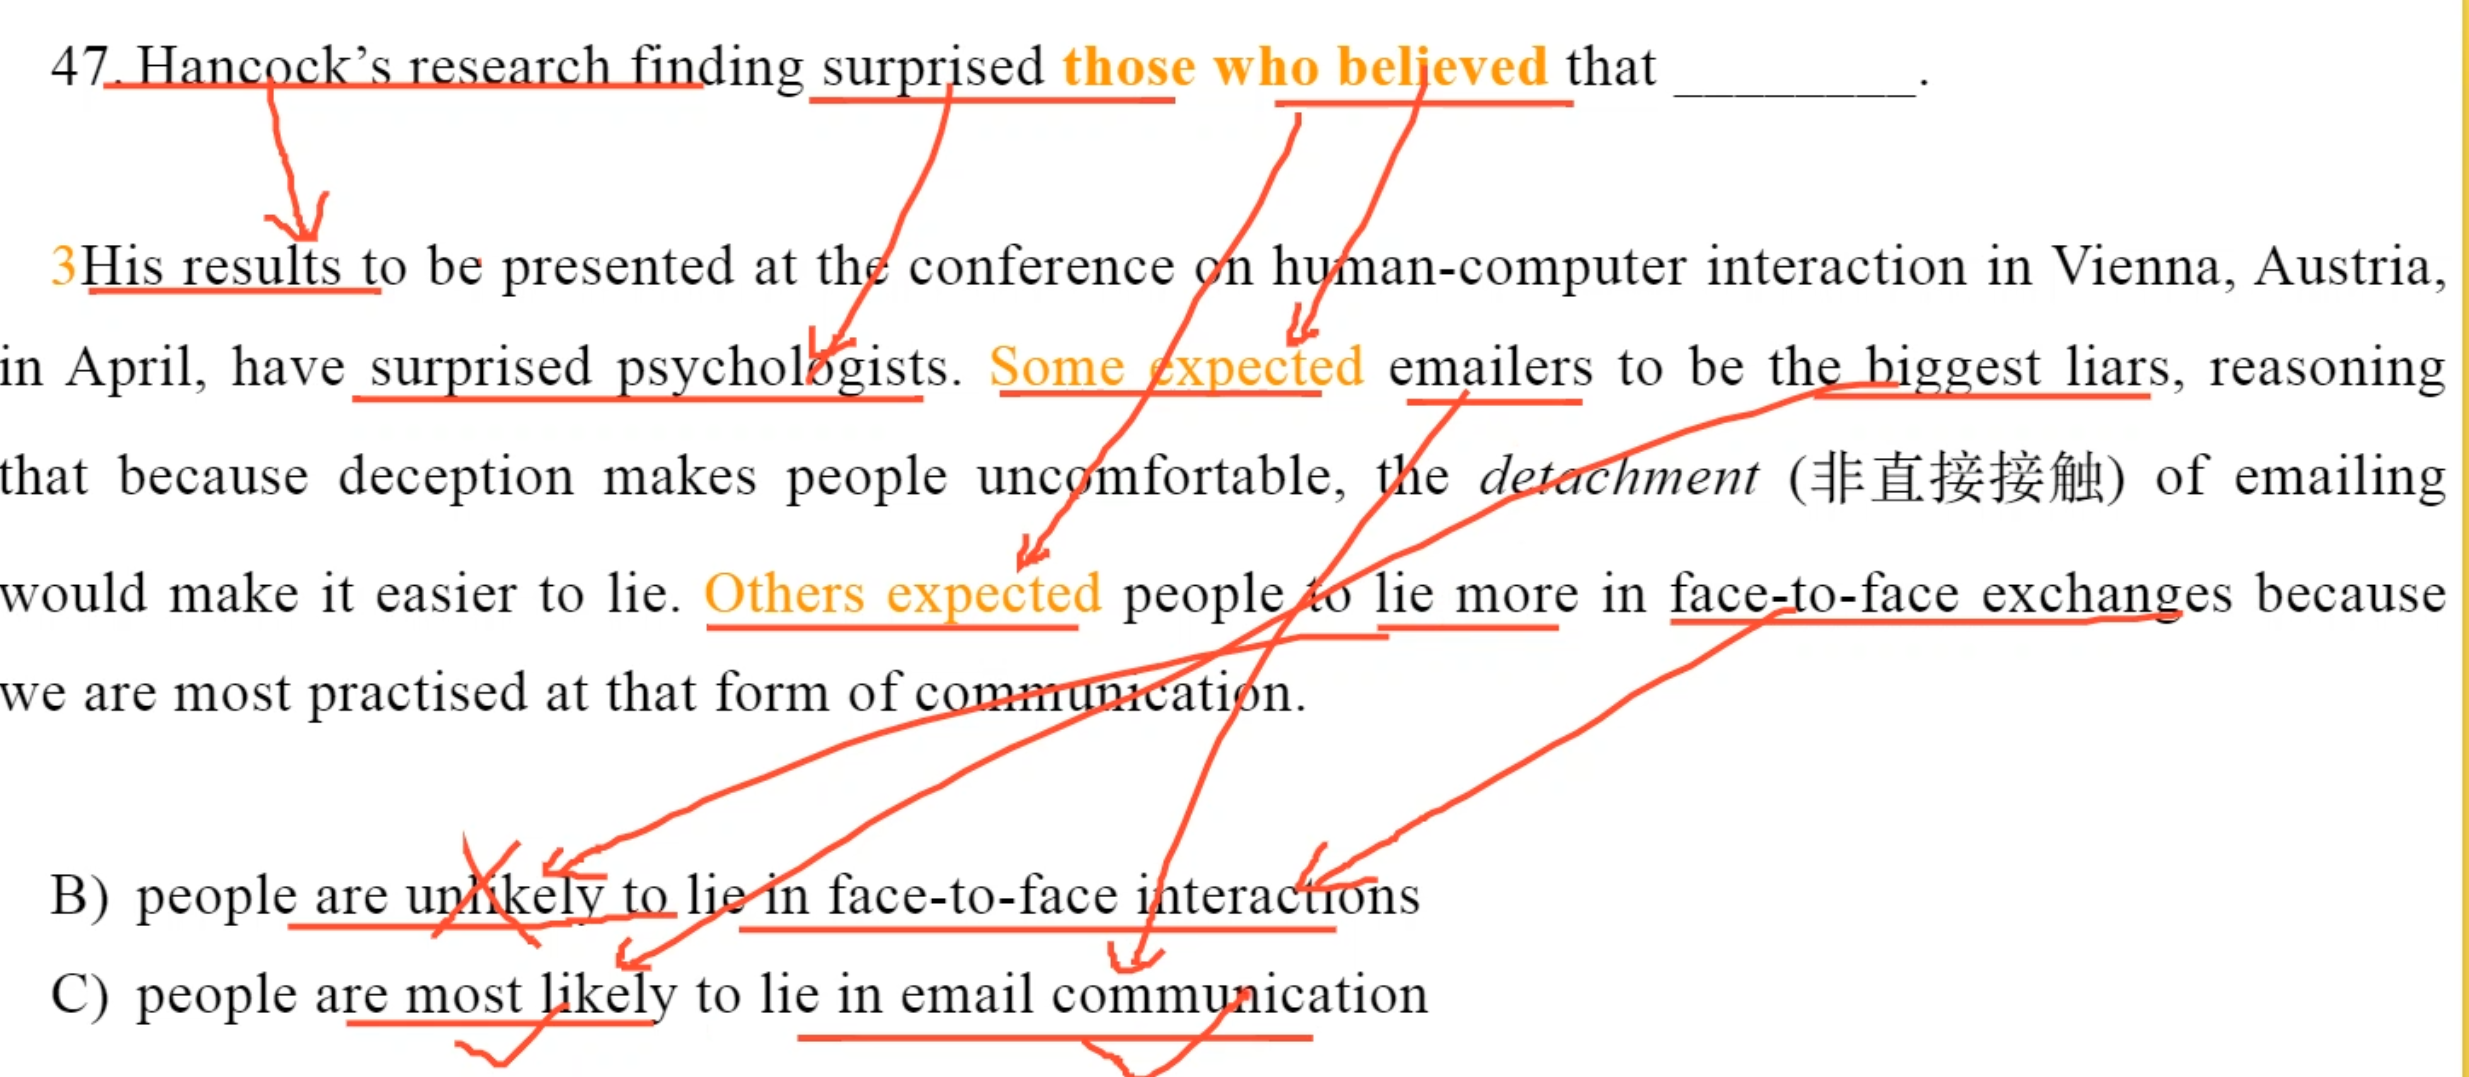 47. Hancock’s research finding surprised those who believed that ________.
3His results to be presented at the conference on human-computer interaction in Vienna, Austria,
in April, have surprised psychologists. Some expected emailers to be the biggest liars, reasoning
that because deception makes people uncomfortable, the detachment (非直接接触) of emailing
would make it easier to lie. Others expected people to lie more in face-to-face exchanges because
we are most practised at that form of communication.
B) people are unlikely to lie in face-to-face interactions
C) people are most likely to lie in email communication